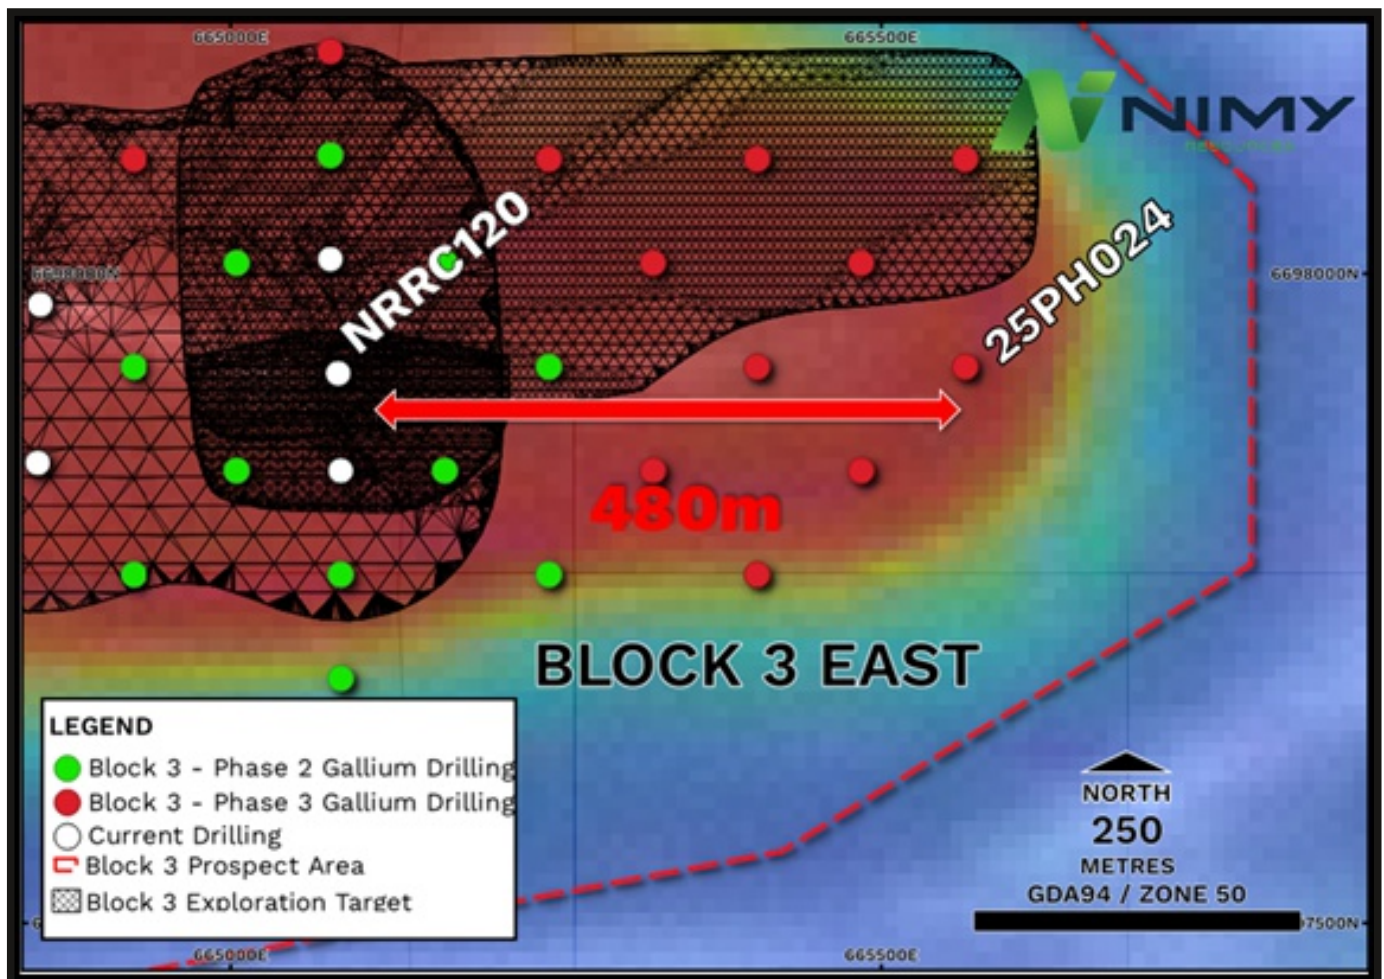 665000E
665500E
NIMY
RESOURCES
NRRC120
25PH024
6698000N
6698000N
480m
BLOCK 3 EAST
LEGEND
Block 3 - Phase 2 Gallium Drilling
Block 3 - Phase 3 Gallium Drilling
Current Drilling
Block 3 Prospect Area
Block 3 Exploration Target
NORTH
250
METRES
GDA94 / ZONE 50
7500N
665000E
665500E